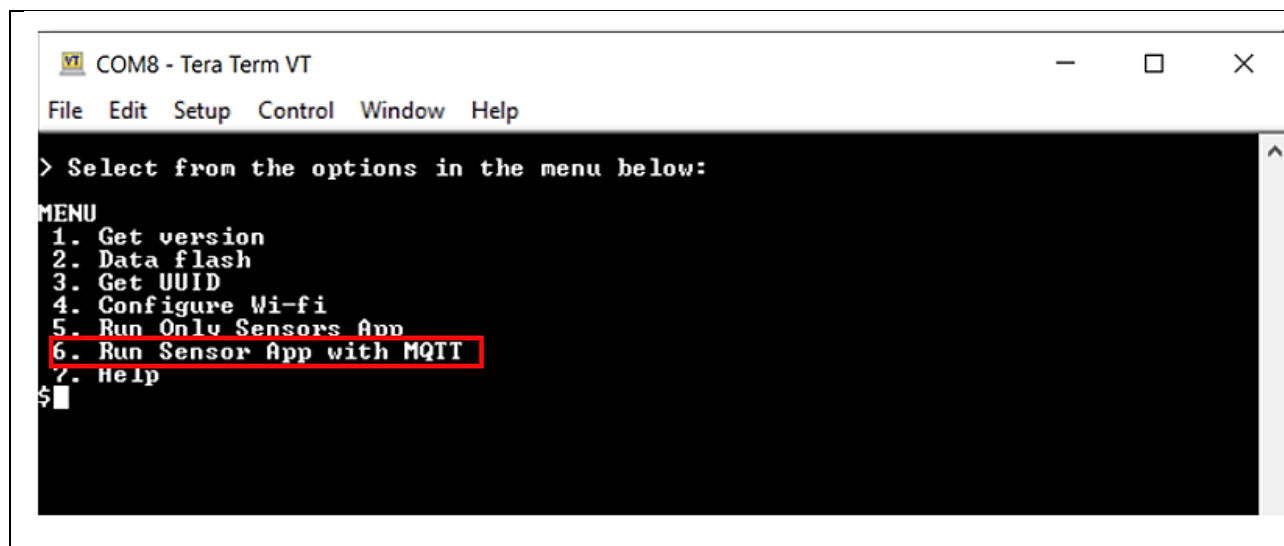 COM8 - Tera Term VT
File Edit Setup Control Window Help
> Select from the options in the menu below:
MENU
1. Get version
2. Data flash
3. Get UUID
4. Configure Wi-fi
5. Run Only Sensors App
6. Run Sensor App with MQTT
7. Help
$